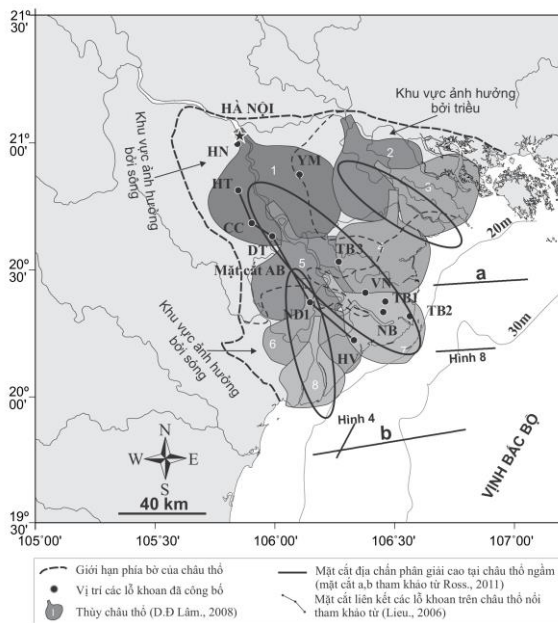 21°
30'
21°
00'
20°
30'
20°
00'
19°
30'
105°00'
105°30'
106°00'
106°30'
107°00'
HÀ NỘI
Khu vực ảnh hưởng
bởi triều
Khu vực ảnh hưởng
bởi sông
HN
YM
HT
CC
DT
Mặt cắt AB
TB3
VN
TB1
TB2
NB
ND1
HV
1
2
3
5
6
7
8
20m
30m
a
Hình 8
Hình 4
b
Khu vực ảnh hưởng
bởi sông
VỊNH BẮC BỘ
N
W
E
S
40 km
Giới hạn phía bờ của châu thổ
Vị trí các lỗ khoan đã công bố
Thùy châu thổ (D.Đ Lâm., 2008)
Mặt cắt địa chấn phân giải cao tại châu thổ ngầm
(mặt cắt a,b tham khảo từ Ross., 2011)
Mặt cắt liên kết các lỗ khoan trên châu thổ nổi
tham khảo từ (Lieu., 2006)